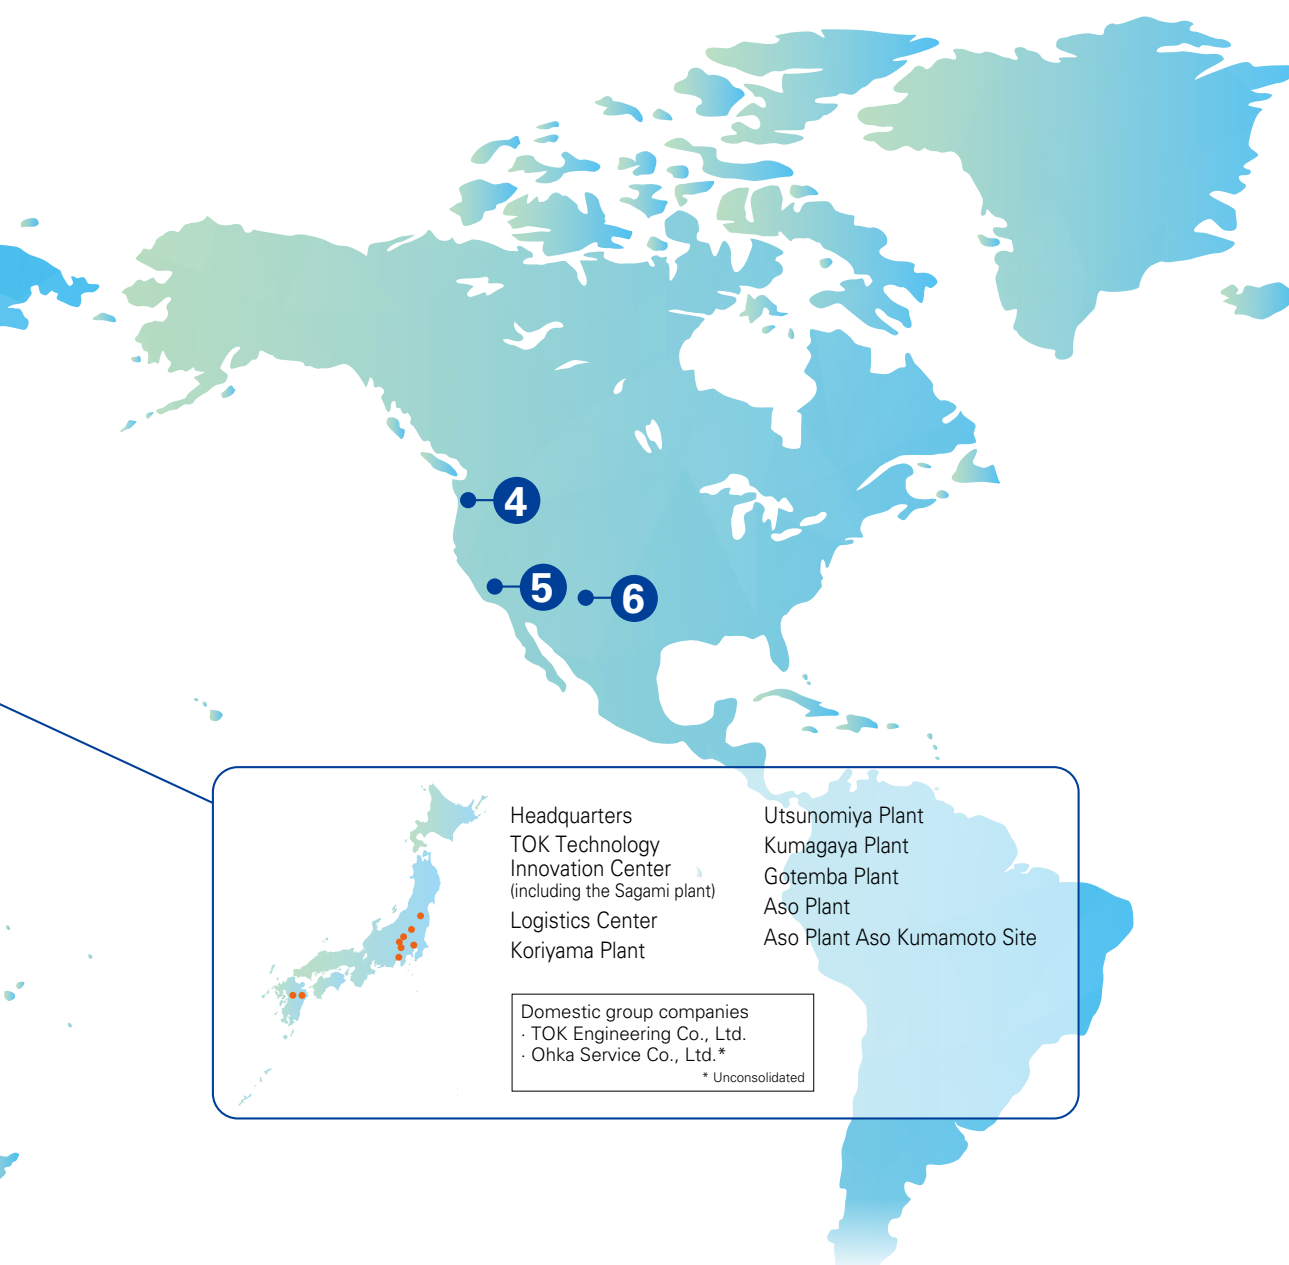 4
5
6
Headquarters
TOK Technology
Innovation Center
(including the Sagami plant)
Logistics Center
Koriyama Plant
Utsunomiya Plant
Kumagaya Plant
Gotemba Plant
Aso Plant
Aso Plant Aso Kumamoto Site
Domestic group companies
· TOK Engineering Co., Ltd.
· Ohka Service Co., Ltd.*
* Unconsolidated